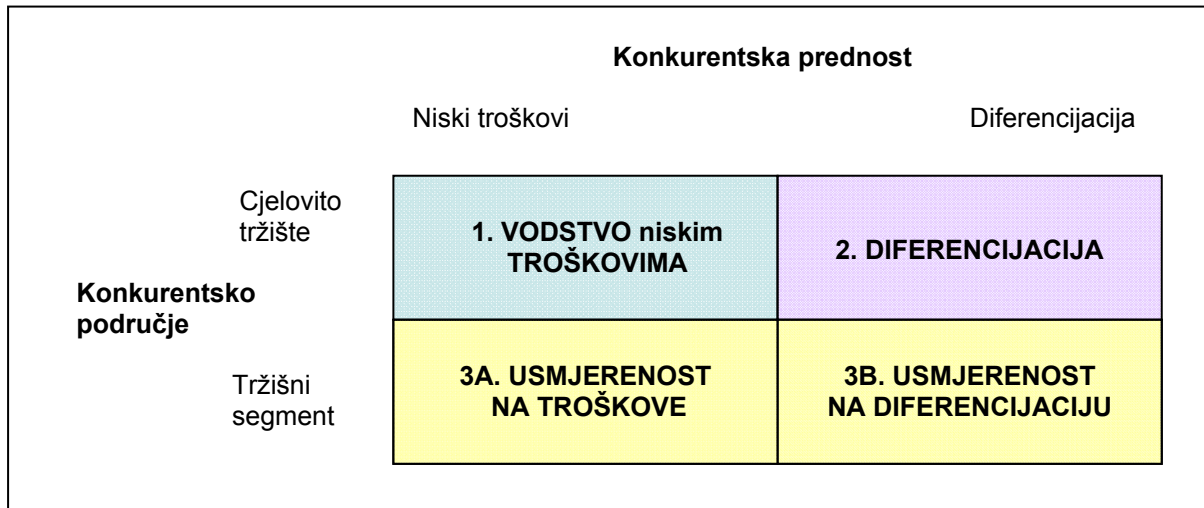 Konkurentska prednost
Niski troškovi
Diferencijacija
Cjelovito
tržište
1. VODSTVO niskim
TROŠKOVIMA
2. DIFERENCIJACIJA
Konkurentsko
područje
Tržišni
segment
3A. USMJERENOST
NA TROŠKOVE
3B. USMJERENOST
NA DIFERENCIJACIJU